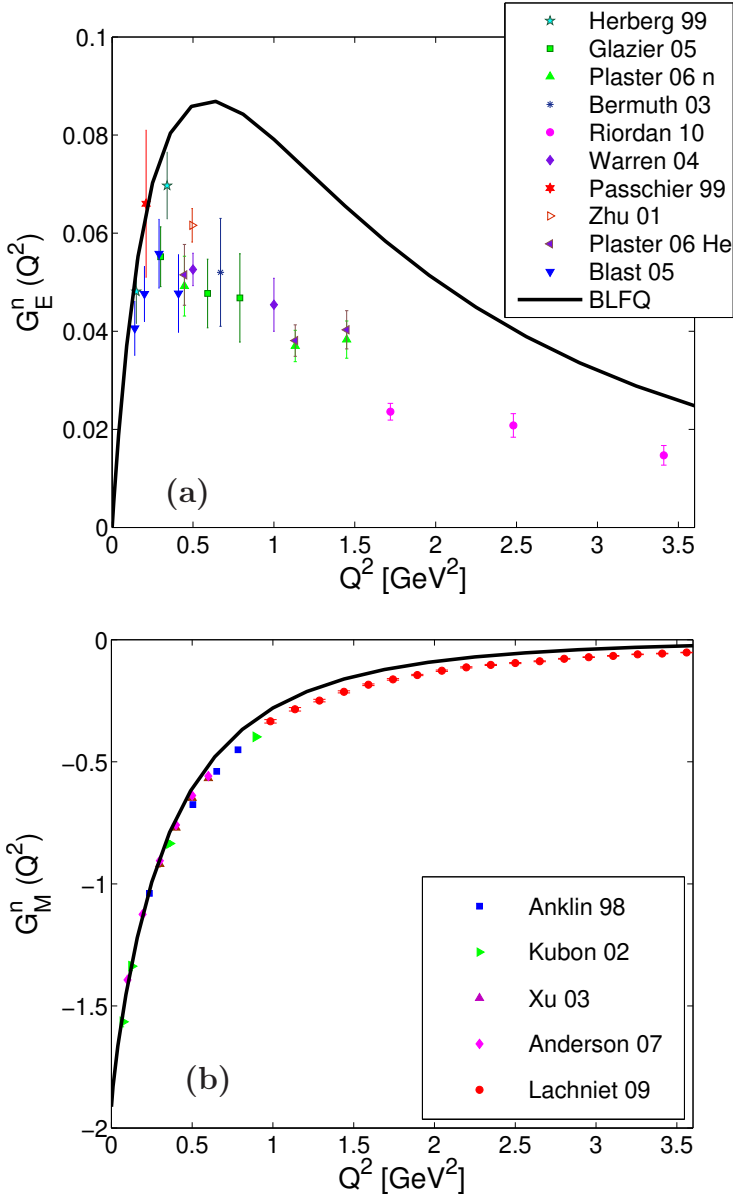 0.1
0.08
0.06
0.04
0.02
0
G_E^n (Q^2)
Herberg 99
Glazier 05
Plaster 06 n
Bermuth 03
Riordan 10
Warren 04
Passchier 99
Zhu 01
Plaster 06 He
Blast 05
BLFQ
(a)
0 0.5 1 1.5 2 2.5 3 3.5
Q^2 [GeV^2]
0
−0.5
−1
−1.5
−2
G_M^n (Q^2)
Anklin 98
Kubon 02
Xu 03
Anderson 07
Lachniet 09
(b)
0 0.5 1 1.5 2 2.5 3 3.5
Q^2 [GeV^2]